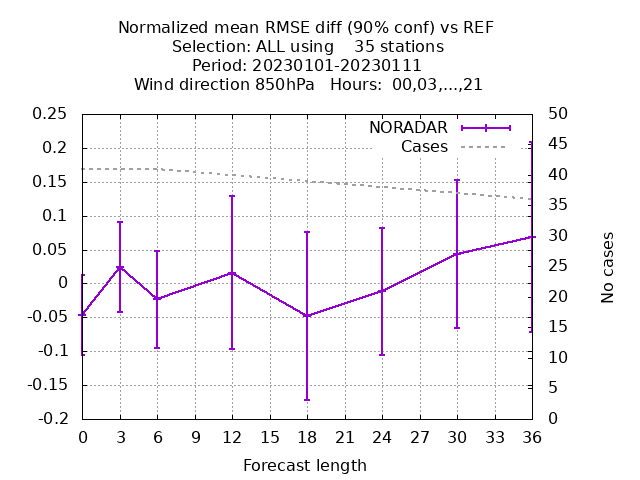 Normalized mean RMSE diff (90% conf) vs REF
Selection: ALL using    35 stations
Period: 20230101-20230111
Wind direction 850hPa   Hours:  00,03,...,21
NORADAR
Cases
0.25
0.2
0.15
0.1
0.05
0
-0.05
-0.1
-0.15
-0.2
50
45
40
35
30
25
20
15
10
5
0
No cases
0 3 6 9 12 15 18 21 24 27 30 33 36
Forecast length